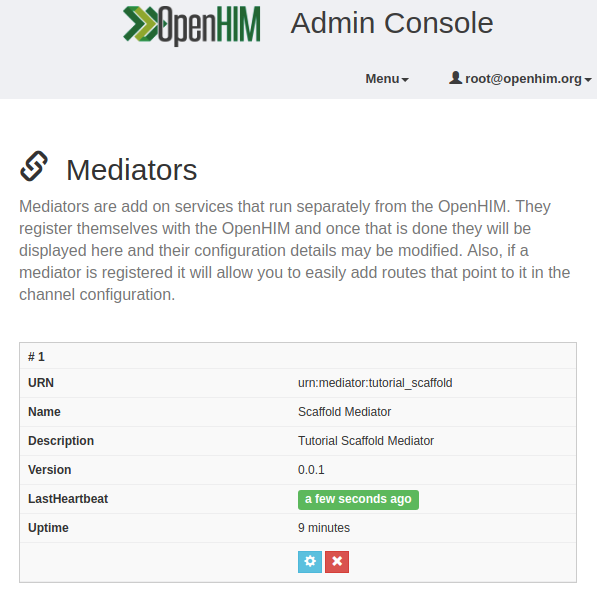 OpenHIM Admin Console
Menu root@openhim.org
Mediators
Mediators are add on services that run separately from the OpenHIM. They
register themselves with the OpenHIM and once that is done they will be
displayed here and their configuration details may be modified. Also, if a
mediator is registered it will allow you to easily add routes that point to it in the
channel configuration.
# 1
URN urn:mediator:tutorial_scaffold
Name Scaffold Mediator
Description Tutorial Scaffold Mediator
Version 0.0.1
LastHeartbeat a few seconds ago
Uptime 9 minutes